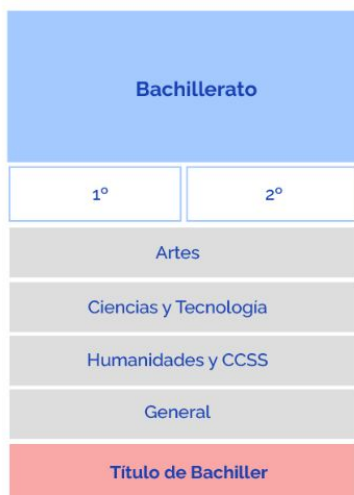 Bachillerato
1º 2º
Artes
Ciencias y Tecnología
Humanidades y CCSS
General
Título de Bachiller